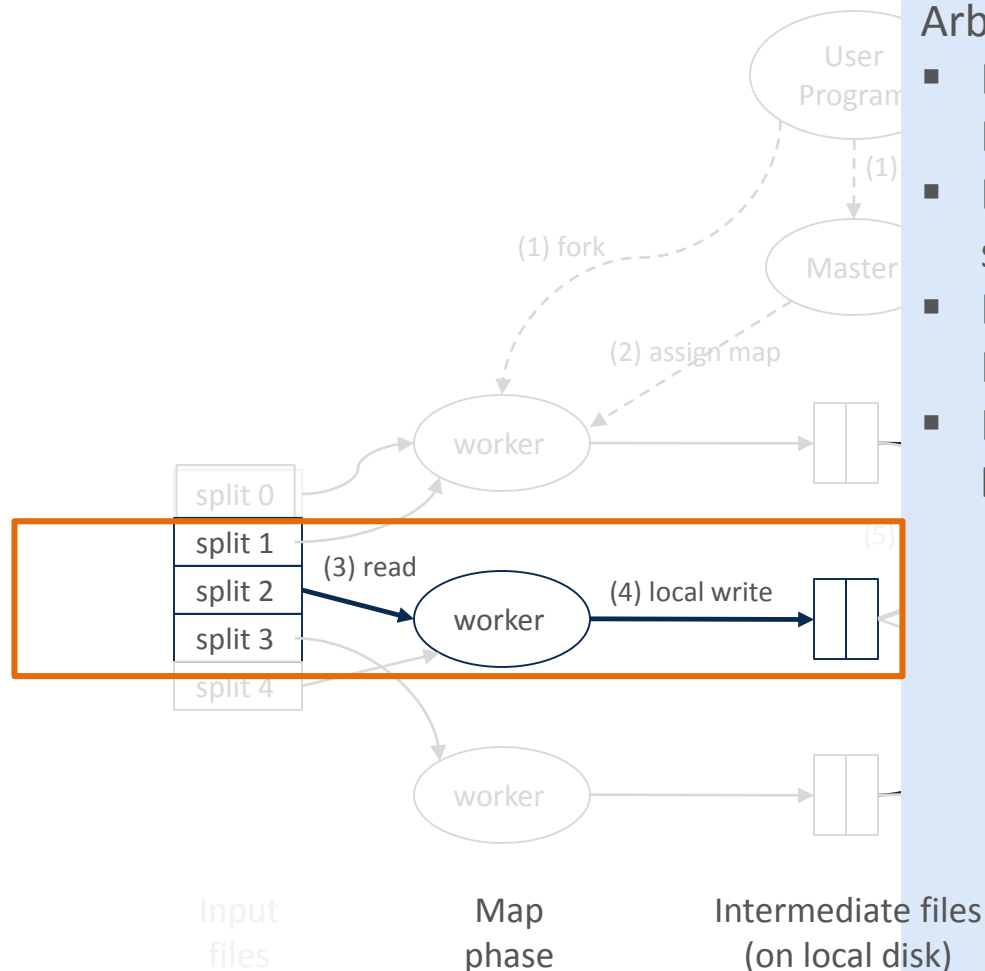 User
Program
(1)
(1) fork
Master
(2) assign map
worker
split 0
split 1
(3) read
split 2
worker
(4) local write
split 3
split 4
(5)
worker
Input
files
Map
phase
Intermediate files
(on local disk)